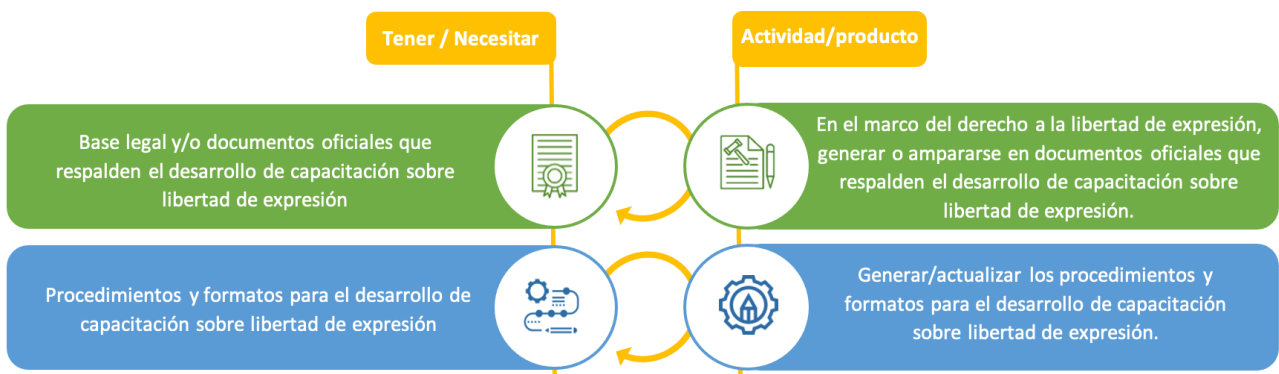 Tener / Necesitar
Actividad/producto
Base legal y/o documentos oficiales que
respalden el desarrollo de capacitación sobre
libertad de expresión
En el marco del derecho a la libertad de expresión,
generar o ampararse en documentos oficiales que
respalden el desarrollo de capacitación sobre
libertad de expresión.
Procedimientos y formatos para el desarrollo de
capacitación sobre libertad de expresión
Generar/actualizar los procedimientos y
formatos para el desarrollo de capacitación
sobre libertad de expresión.